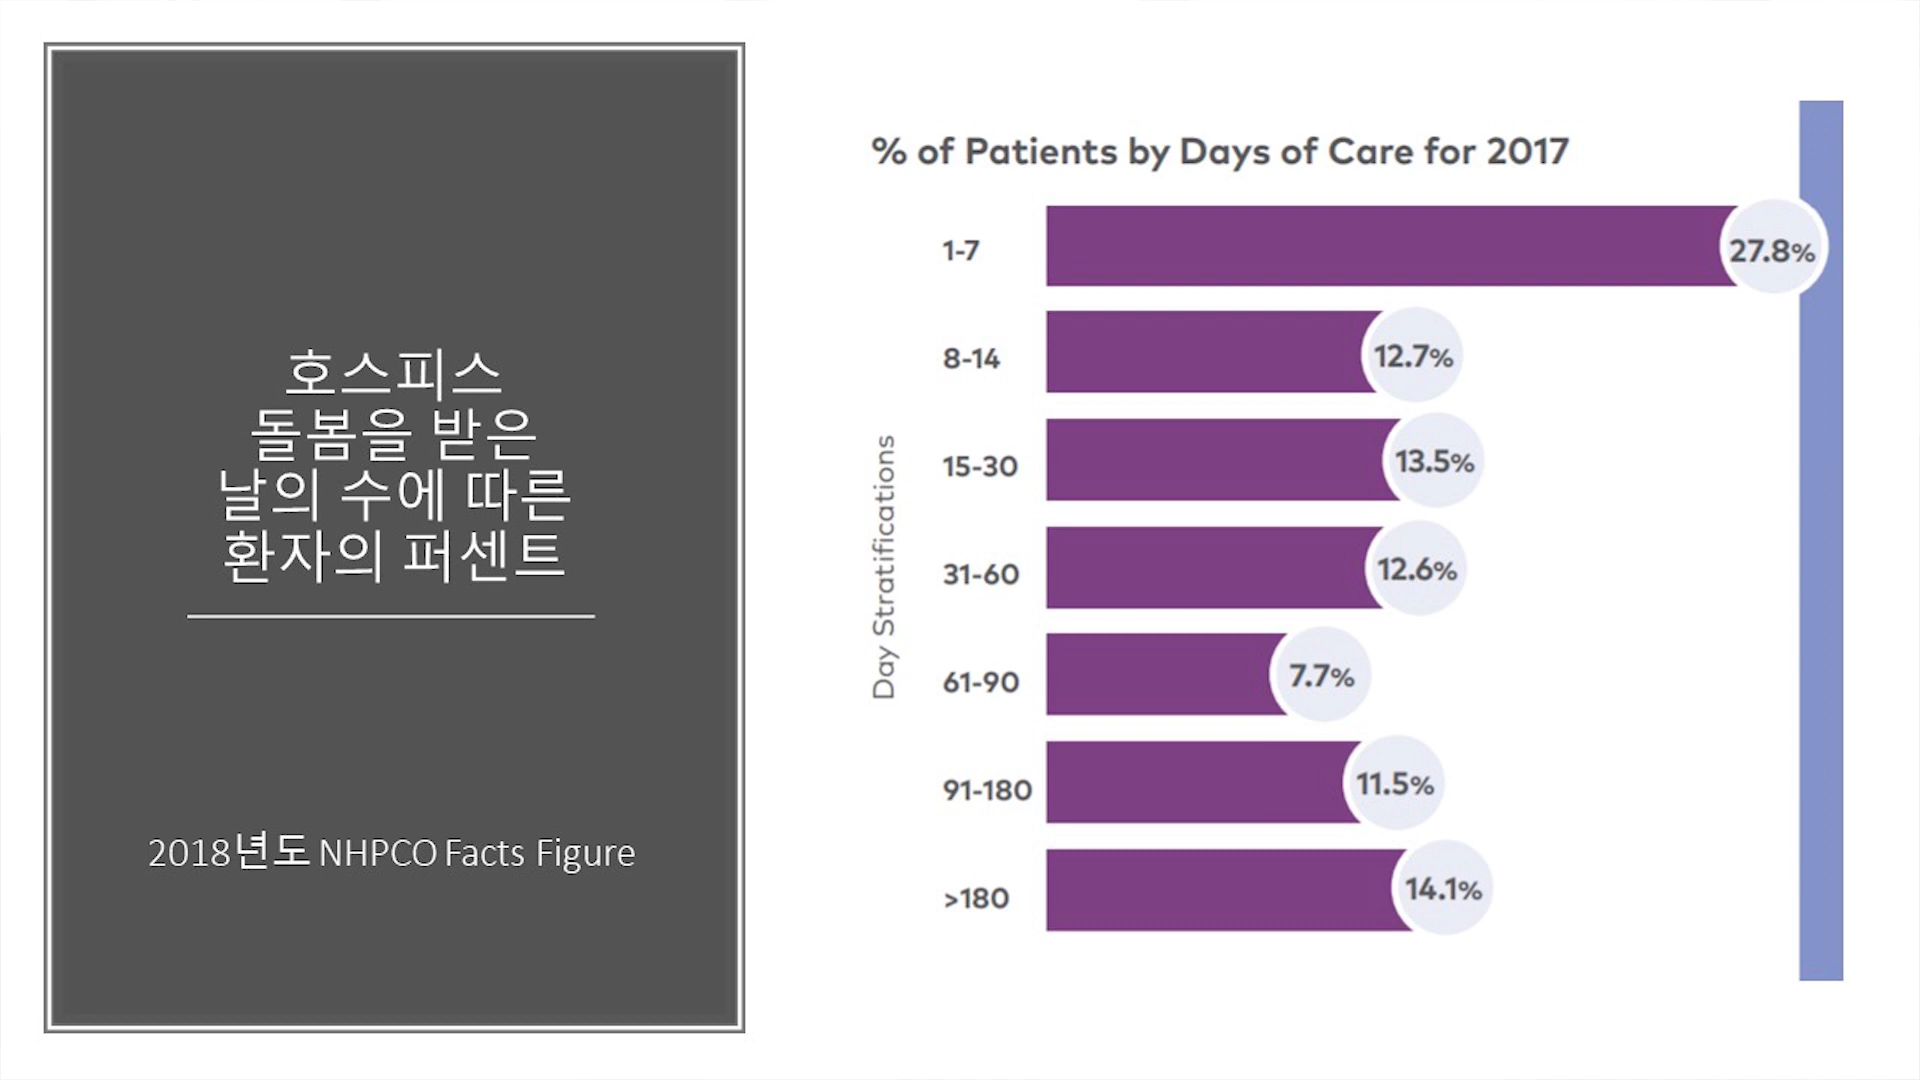 호스피스
돌봄을 받은
날의 수에 따른
환자의 퍼센트
2018년도 NHPCO Facts Figure
% of Patients by Days of Care for 2017
Day Stratifications
1-7 27.8%
8-14 12.7%
15-30 13.5%
31-60 12.6%
61-90 7.7%
91-180 11.5%
>180 14.1%